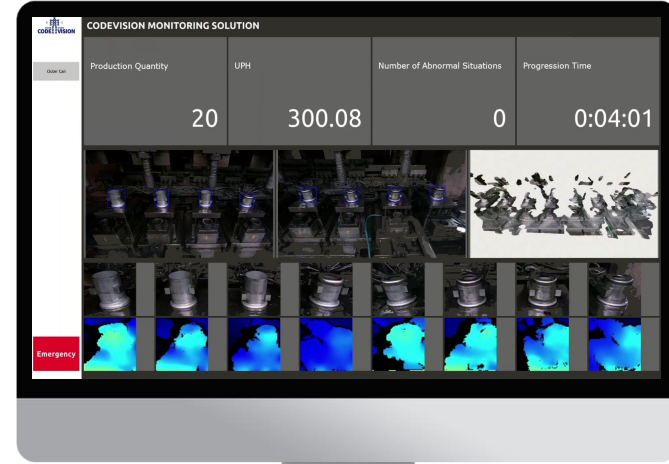 CODEVISION
CODEVISION MONITORING SOLUTION
Outer Can
Production Quantity
20
UPH
300.08
Number of Abnormal Situations
0
Progression Time
0:04:01
Emergency